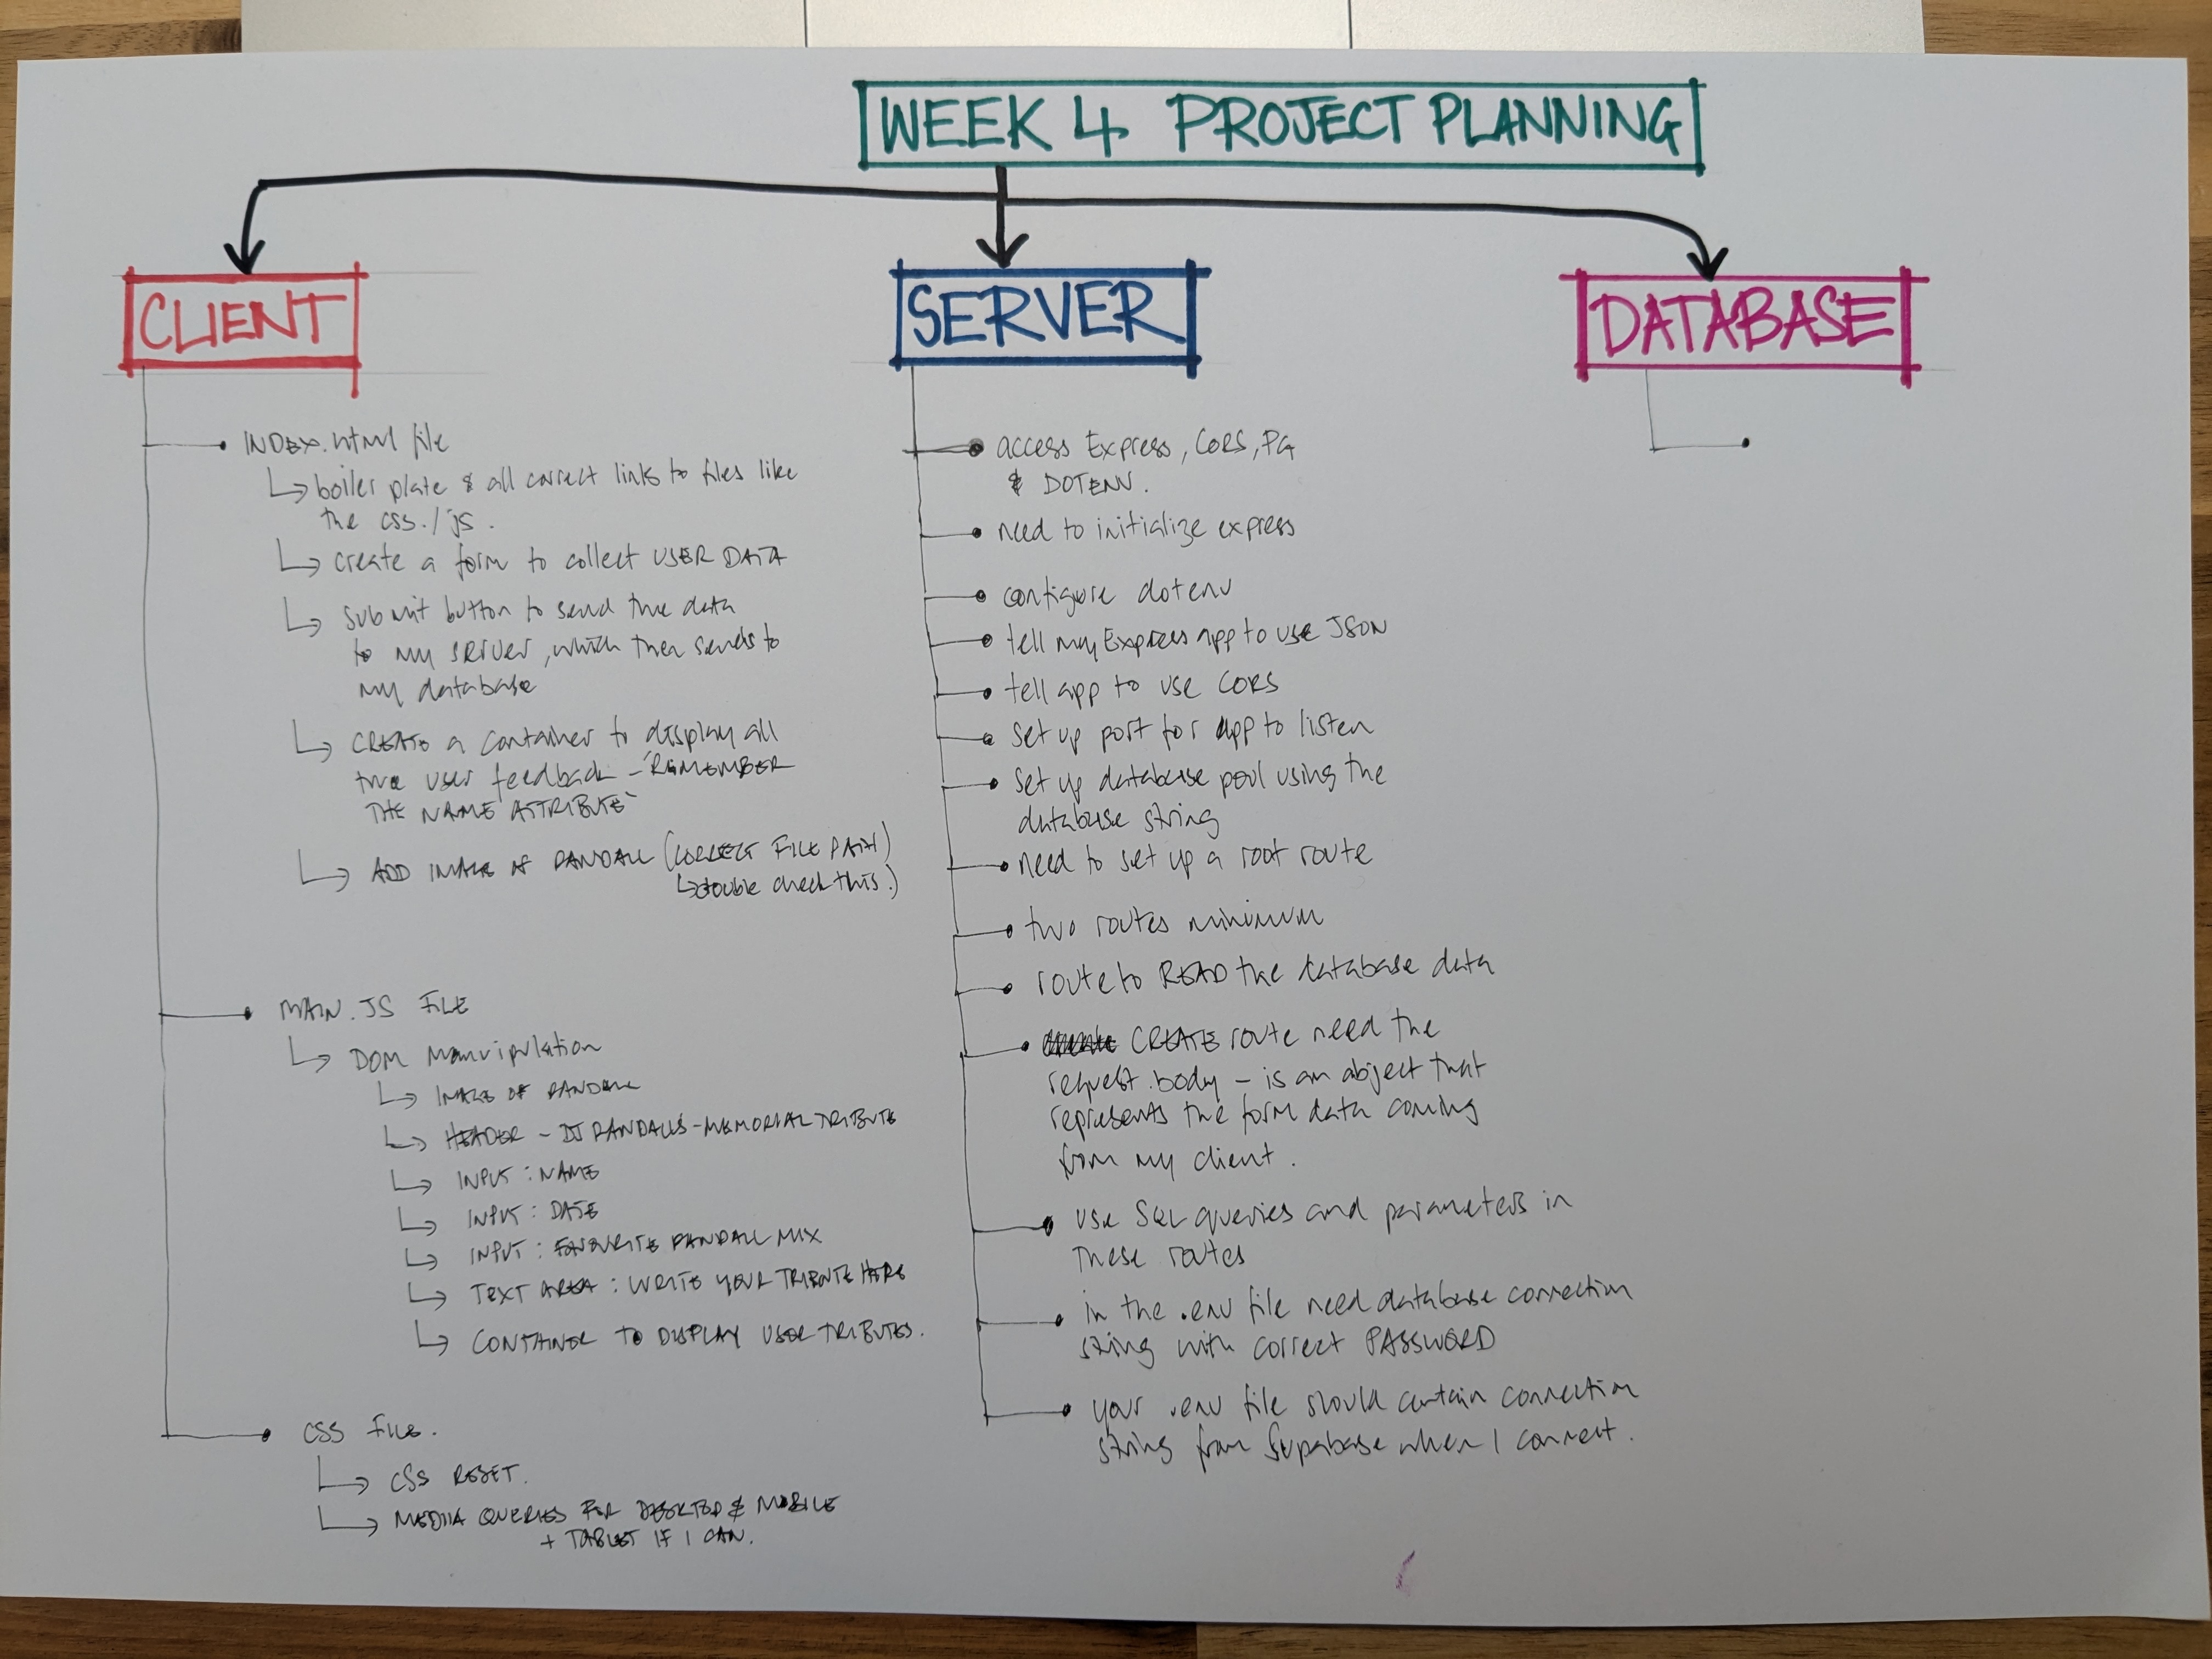 WEEK 4 PROJECT PLANNING
CLIENT
INDEX.html file
boiler plate & all correct links to files like
the css./js.
create a form to collect USER DATA
submit button to send the data
to my server, which then sends to
my database
CREATE a container to display all
the user feedback - REMEMBER
THE NAME ATTRIBUTE
ADD IMAGE OF RANDALL (CORRECT FILE PATH)
double check this.)
MAIN.JS FILE
DOM Manipulation
IMAGE OF RANDALL
HEADER - DJ RANDALLS - MEMORIAL TRIBUTE
INPUT : NAME
INPUT : DATE
INPUT : FAVOURITE RANDALL MIX
TEXT AREA : WRITE YOUR TRIBUTE HERE
CONTAINER TO DISPLAY USER TRIBUTES.
CSS FILE.
CSS RESET.
MEDIA QUERIES FOR DESKTOP & MOBILE
+ TABLET IF I CAN.
SERVER
access Express, CORS, PG
& DOTENV.
need to initialize express
configure dotenv
tell my Express app to use JSON
tell app to use CORS
set up port for app to listen
set up database pool using the
database string
need to set up a root route
two routes minimum
route to READ the database data
CREATE route need the
request.body - is an object that
represents the form data coming
from my client.
use SQL queries and parameters in
these routes
in the .env file need database connection
string with correct PASSWORD
your .env file should contain connection
string from Supabase when I connect.
DATABASE